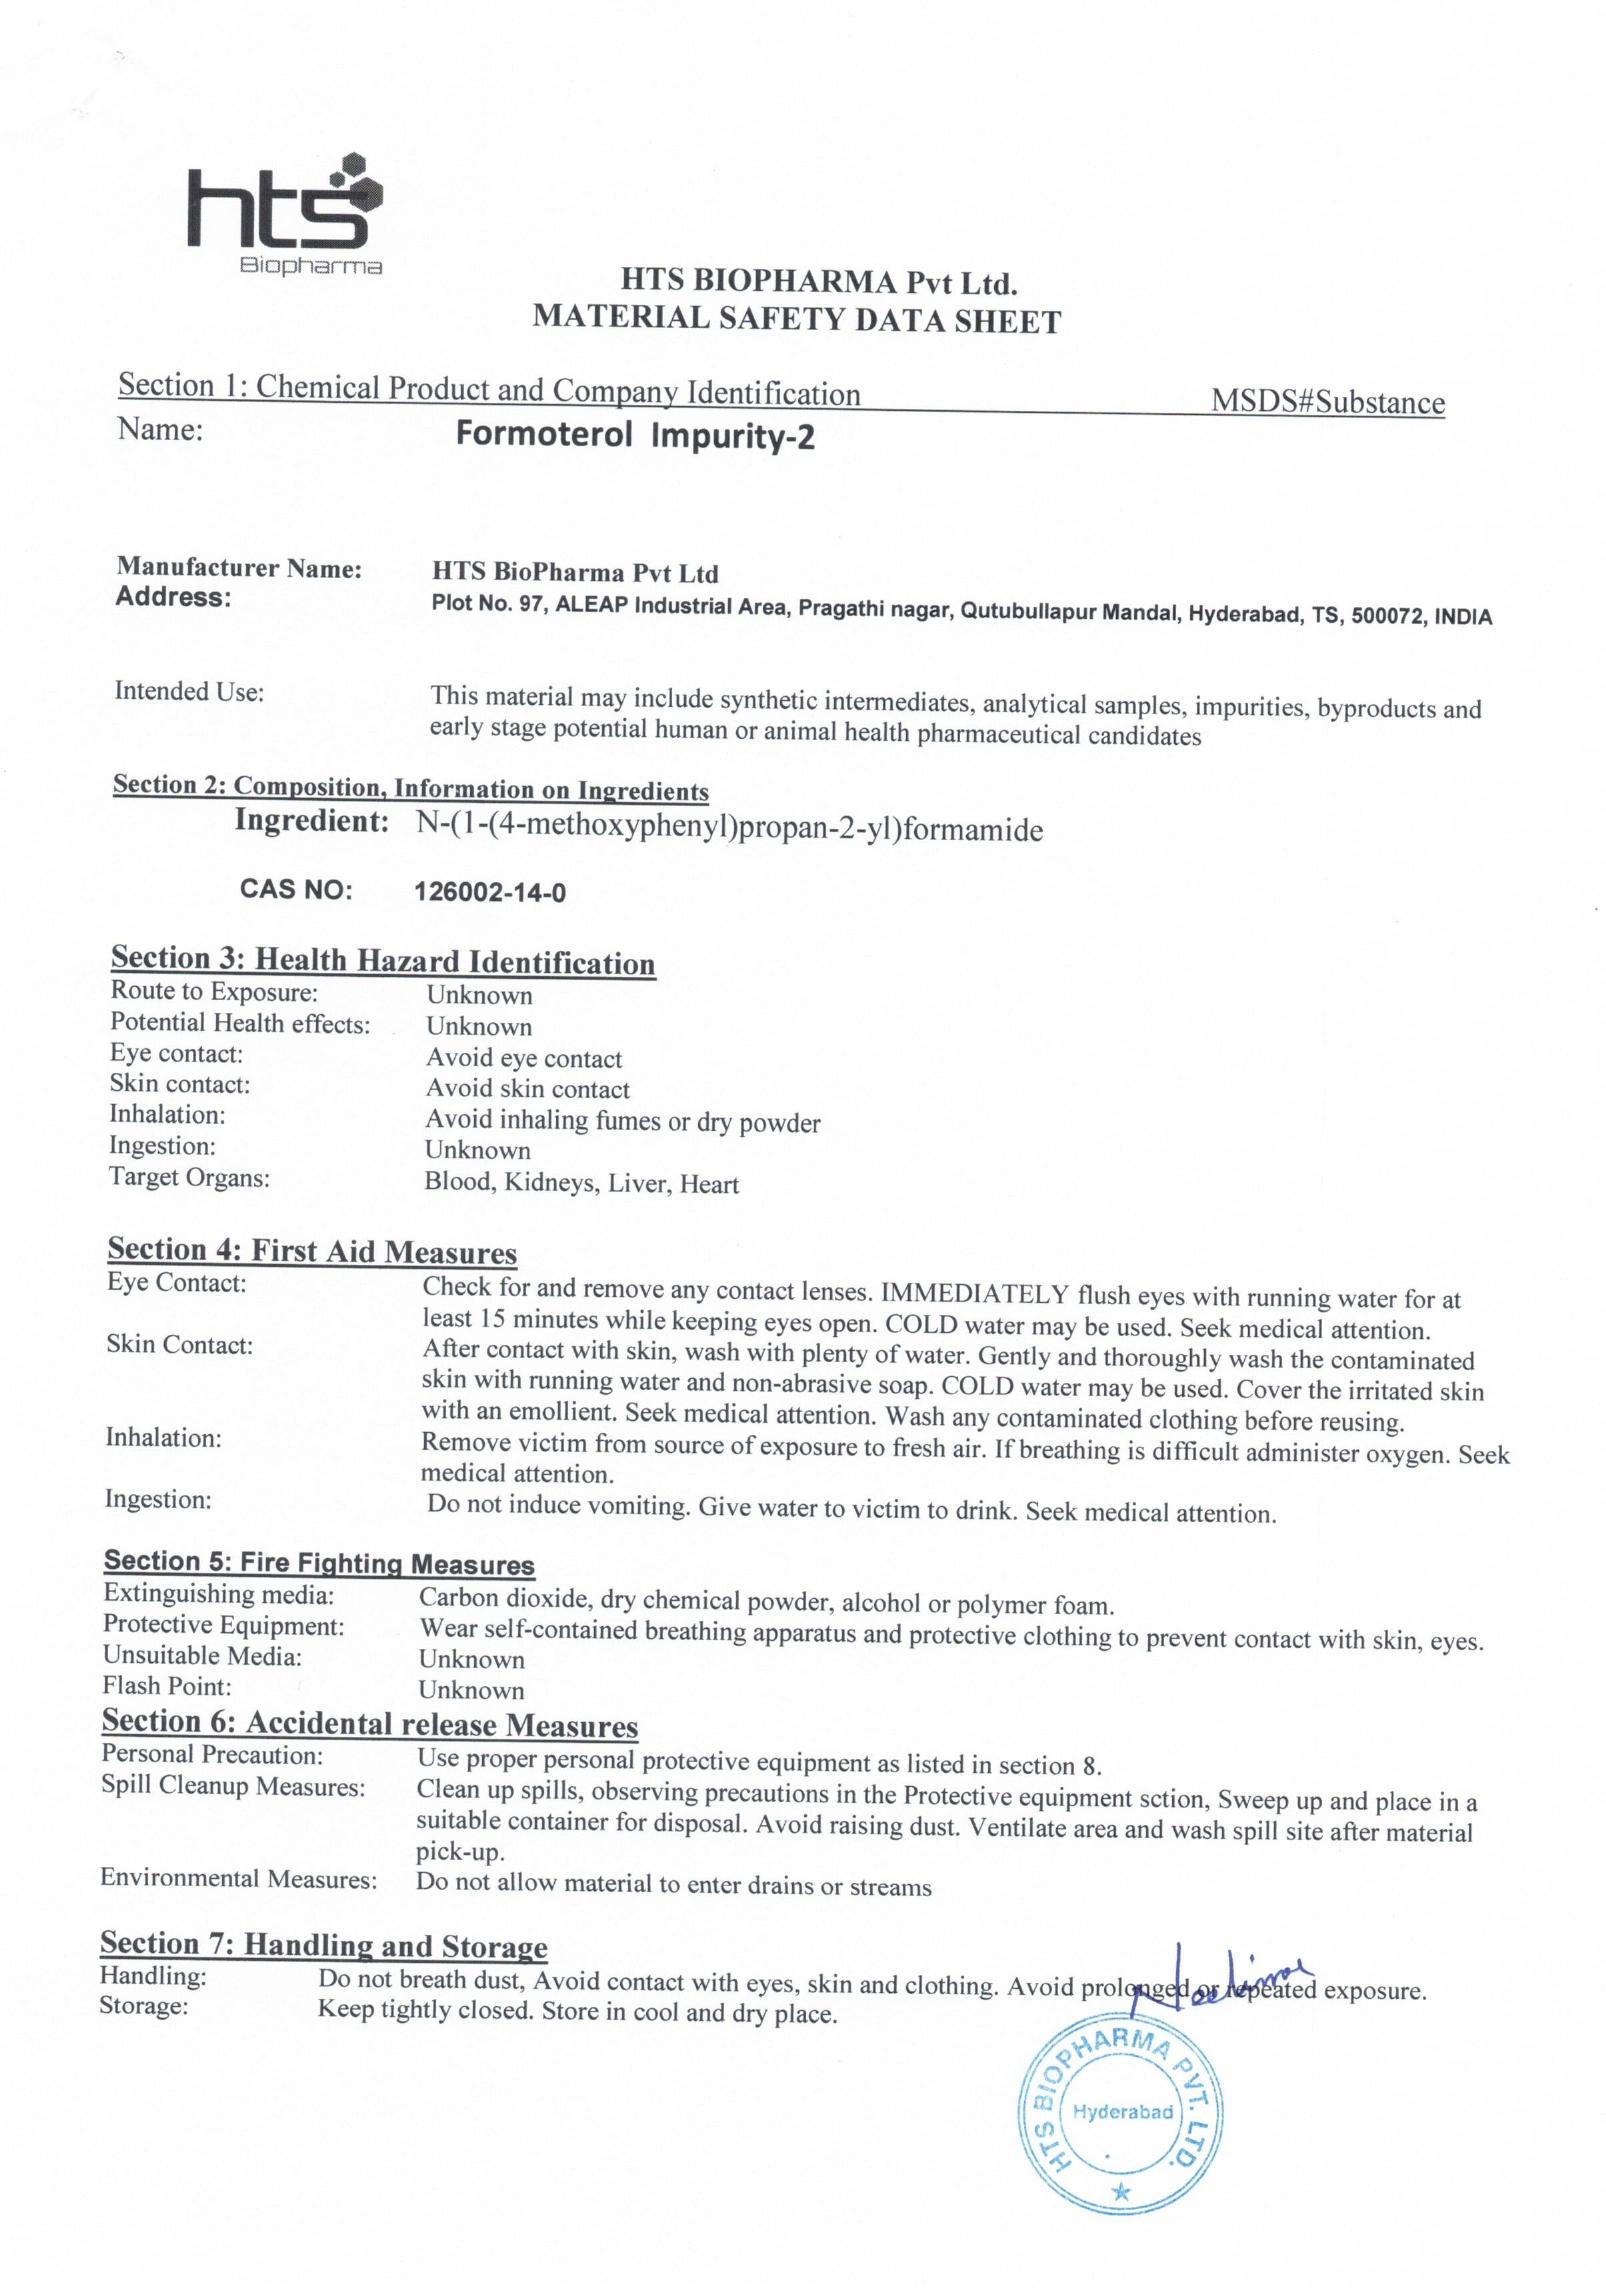 hts
Biopharma
HTS BIOPHARMA Pvt Ltd.
MATERIAL SAFETY DATA SHEET
Section 1: Chemical Product and Company Identification MSDS#Substance
Name: Formoterol Impurity-2
Manufacturer Name: HTS BioPharma Pvt Ltd
Address: Plot No. 97, ALEAP Industrial Area, Pragathi nagar, Qutubullapur Mandal, Hyderabad, TS, 500072, INDIA
Intended Use: This material may include synthetic intermediates, analytical samples, impurities, byproducts and
early stage potential human or animal health pharmaceutical candidates
Section 2: Composition, Information on Ingredients
Ingredient: N-(1-(4-methoxyphenyl)propan-2-yl)formamide
CAS NO: 126002-14-0
Section 3: Health Hazard Identification
Route to Exposure: Unknown
Potential Health effects: Unknown
Eye contact: Avoid eye contact
Skin contact: Avoid skin contact
Inhalation: Avoid inhaling fumes or dry powder
Ingestion: Unknown
Target Organs: Blood, Kidneys, Liver, Heart
Section 4: First Aid Measures
Eye Contact: Check for and remove any contact lenses. IMMEDIATELY flush eyes with running water for at
least 15 minutes while keeping eyes open. COLD water may be used. Seek medical attention.
Skin Contact: After contact with skin, wash with plenty of water. Gently and thoroughly wash the contaminated
skin with running water and non-abrasive soap. COLD water may be used. Cover the irritated skin
with an emollient. Seek medical attention. Wash any contaminated clothing before reusing.
Inhalation: Remove victim from source of exposure to fresh air. If breathing is difficult administer oxygen. Seek
medical attention.
Ingestion: Do not induce vomiting. Give water to victim to drink. Seek medical attention.
Section 5: Fire Fighting Measures
Extinguishing media: Carbon dioxide, dry chemical powder, alcohol or polymer foam.
Protective Equipment: Wear self-contained breathing apparatus and protective clothing to prevent contact with skin, eyes.
Unsuitable Media: Unknown
Flash Point: Unknown
Section 6: Accidental release Measures
Personal Precaution: Use proper personal protective equipment as listed in section 8.
Spill Cleanup Measures: Clean up spills, observing precautions in the Protective equipment sction, Sweep up and place in a
suitable container for disposal. Avoid raising dust. Ventilate area and wash spill site after material
pick-up.
Environmental Measures: Do not allow material to enter drains or streams
Section 7: Handling and Storage
Handling: Do not breath dust, Avoid contact with eyes, skin and clothing. Avoid prolonged or repeated exposure.
Storage: Keep tightly closed. Store in cool and dry place.
HTS BIOPHARMA PVT. LTD.
Hyderabad